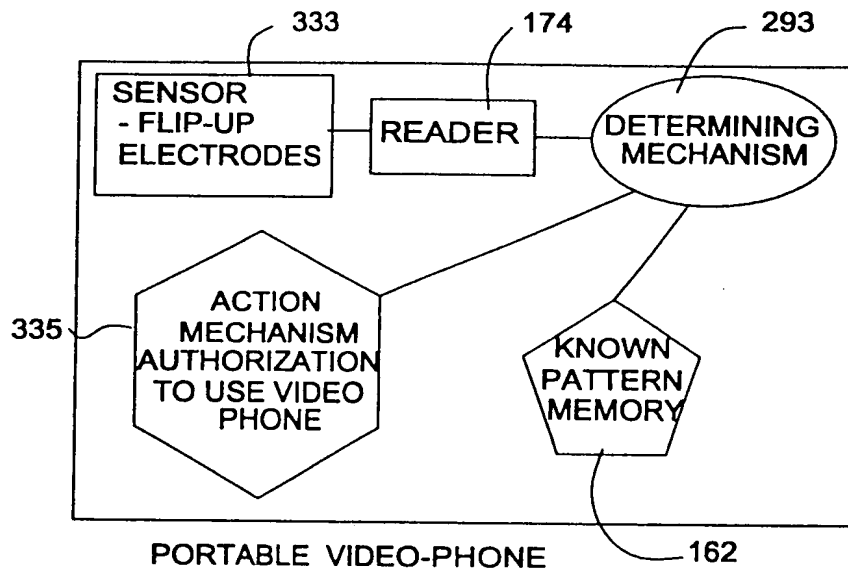 333
174
293
SENSOR
- FLIP-UP
ELECTRODES
READER
DETERMINING
MECHANISM
335
ACTION
MECHANISM
AUTHORIZATION
TO USE VIDEO
PHONE
KNOWN
PATTERN
MEMORY
162
PORTABLE VIDEO-PHONE